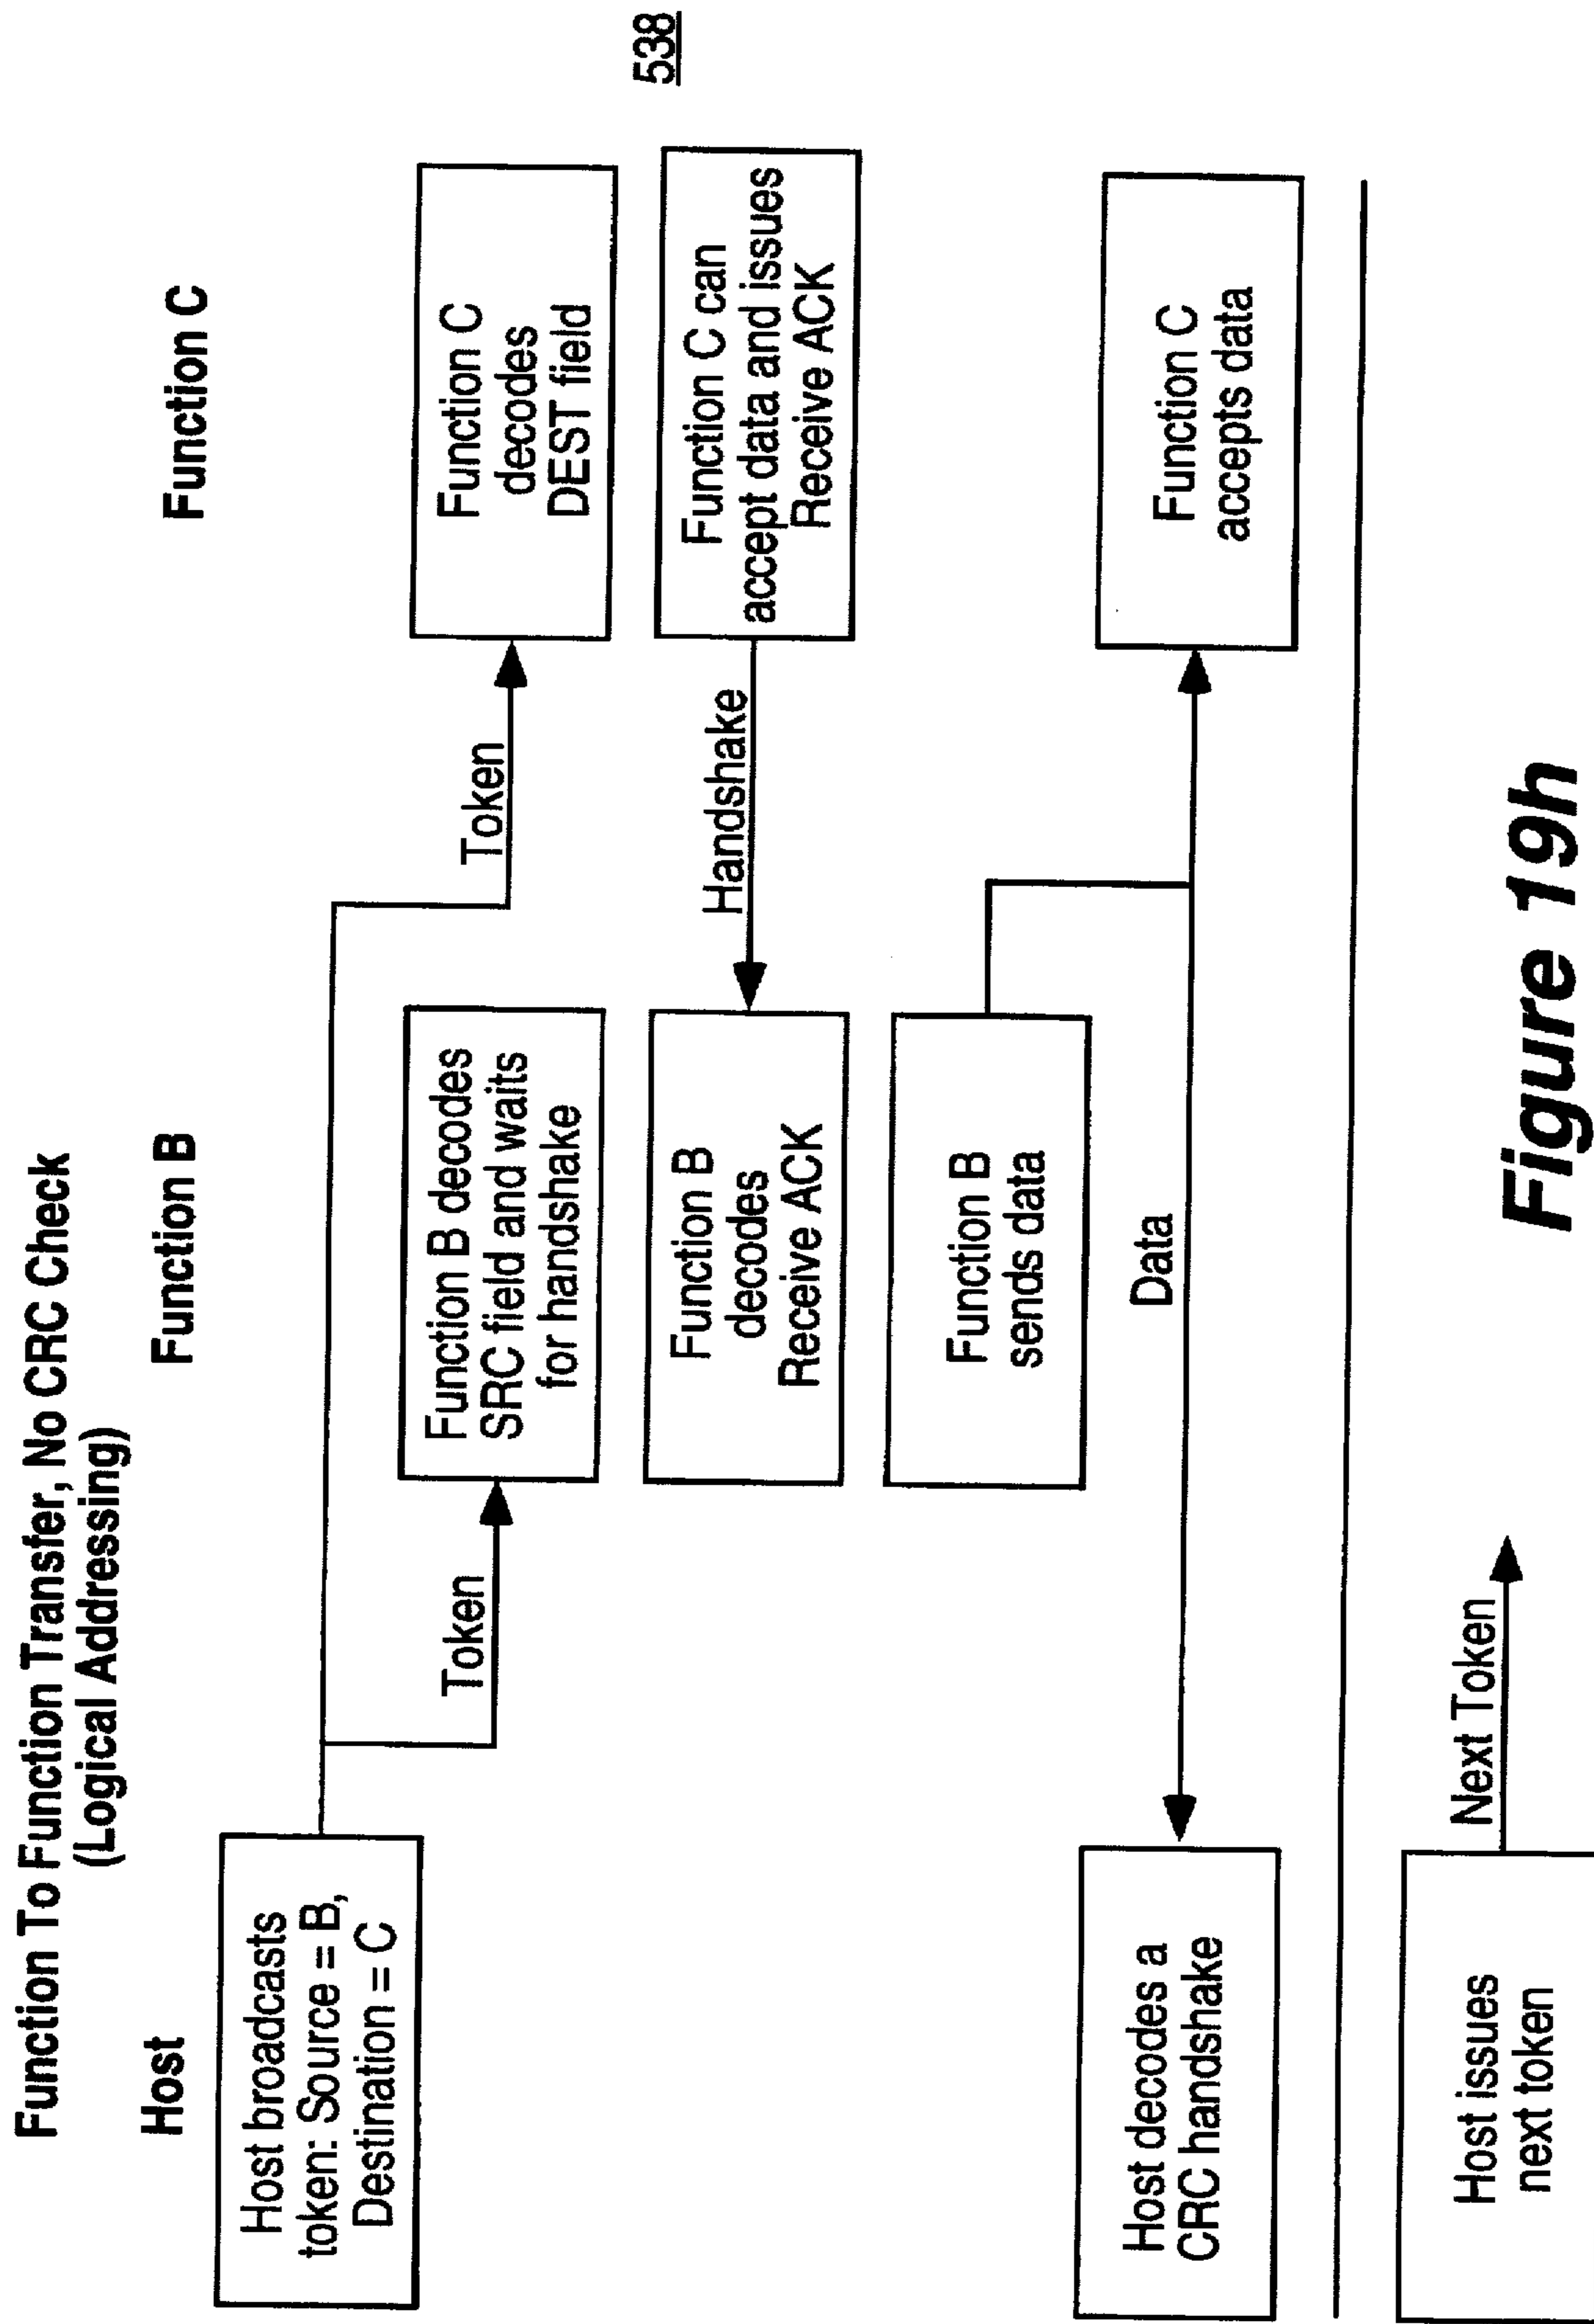 Function To Function Transfer, No CRC Check
(Logical Addressing)
Host
Function B
Function C
Host broadcasts
token: Source = B,
Destination = C
Token
Function B decodes
SRC field and waits
for handshake
Token
Function C
decodes
DEST field
538
Function B
decodes
Receive ACK
Handshake
Function C can
accept data and issues
Receive ACK
Function B
sends data
Data
Host decodes a
CRC handshake
Function C
accepts data
Host issues
next token
Next Token
Figure 19h